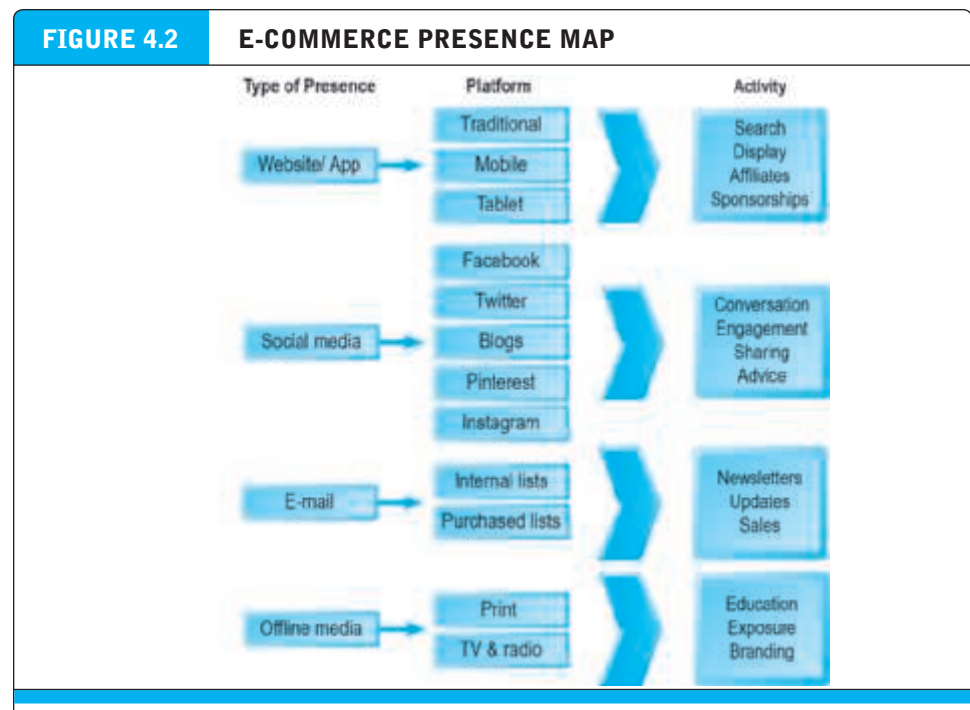 FIGURE 4.2 E-COMMERCE PRESENCE MAP
Type of Presence Platform Activity
Website/ App
Traditional
Mobile
Tablet
Search
Display
Affiliates
Sponsorships
Social media
Facebook
Twitter
Blogs
Pinterest
Instagram
Conversation
Engagement
Sharing
Advice
E-mail
Internal lists
Purchased lists
Newsletters
Updates
Sales
Offline media
Print
TV & radio
Education
Exposure
Branding